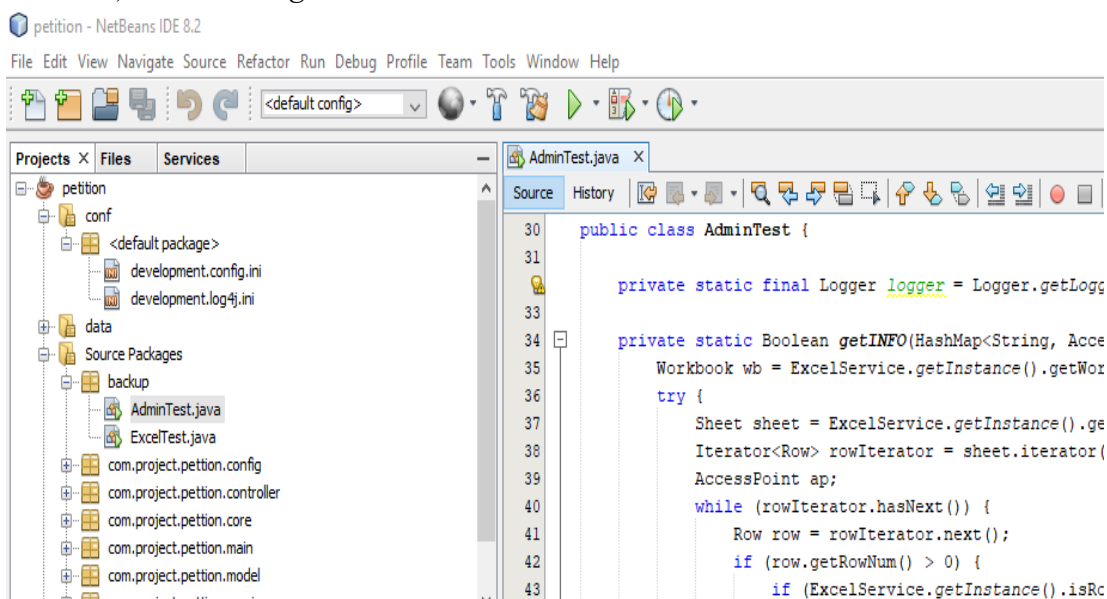 petition - NetBeans IDE 8.2
File Edit View Navigate Source Refactor Run Debug Profile Team Tools Window Help
<default config>
Projects Files Services
petition
conf
<default package>
development.config.ini
development.log4j.ini
data
Source Packages
backup
AdminTest.java
ExcelTest.java
com.project.pettion.config
com.project.pettion.controller
com.project.pettion.core
com.project.pettion.main
com.project.pettion.model
AdminTest.java
Source History
30 public class AdminTest {
31
private static final Logger logger = Logger.getLogg
33
34 private static Boolean getINFO(HashMap<String, Acce
35 Workbook wb = ExcelService.getInstance().getWor
36 try {
37 Sheet sheet = ExcelService.getInstance().ge
38 Iterator<Row> rowIterator = sheet.iterator(
39 AccessPoint ap;
40 while (rowIterator.hasNext()) {
41 Row row = rowIterator.next();
42 if (row.getRowNum() > 0) {
43 if (ExcelService.getInstance().isRo